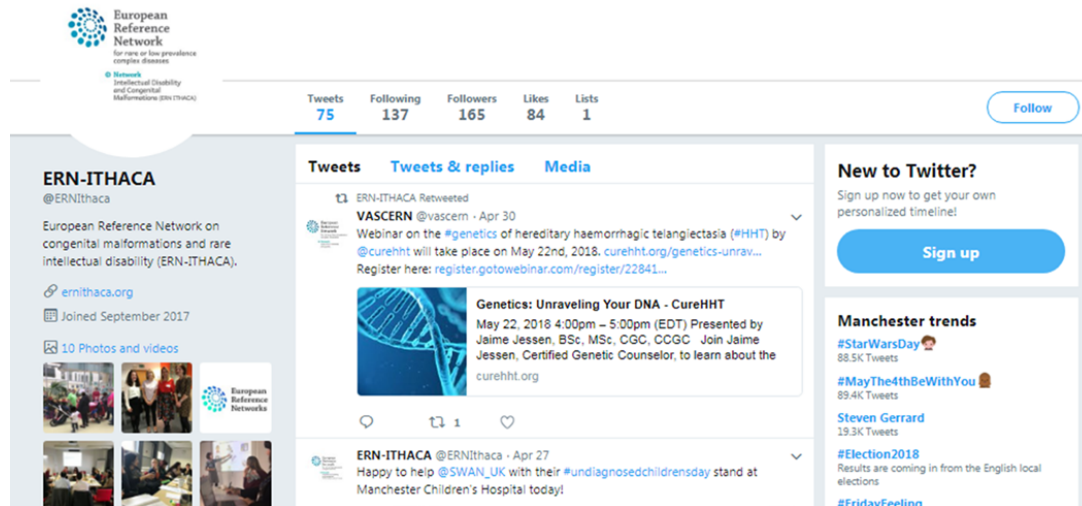 European
Reference
Network
for rare or low prevalence
complex diseases
Network
Intellectual Disability
and Congenital
Malformations (ERN ITHACA)
Tweets
75
Following
137
Followers
165
Likes
84
Lists
1
Follow
ERN-ITHACA
@ERNIthaca
European Reference Network on
congenital malformations and rare
intellectual disability (ERN-ITHACA).
ernithaca.org
Joined September 2017
10 Photos and videos
European
Reference
Networks
Tweets Tweets & replies Media
ERN-ITHACA Retweeted
VASCERN @vascern · Apr 30
Webinar on the #genetics of hereditary haemorrhagic telangiectasia (#HHT) by
@curehht will take place on May 22nd, 2018. curehht.org/genetics-unrav...
Register here: register.gotowebinar.com/register/22841...
Genetics: Unraveling Your DNA - CureHHT
May 22, 2018 4:00pm – 5:00pm (EDT) Presented by
Jaime Jessen, BSc, MSc, CGC, CCGC Join Jaime
Jessen, Certified Genetic Counselor, to learn about the
curehht.org
1
ERN-ITHACA @ERNIthaca · Apr 27
Happy to help @SWAN_UK with their #undiagnosedchildrensday stand at
Manchester Children's Hospital today!
New to Twitter?
Sign up now to get your own
personalized timeline!
Sign up
Manchester trends
#StarWarsDay
88.5K Tweets
#MayThe4thBeWithYou
89.4K Tweets
Steven Gerrard
19.3K Tweets
#Election2018
Results are coming in from the English local
elections
#FridayFeeling